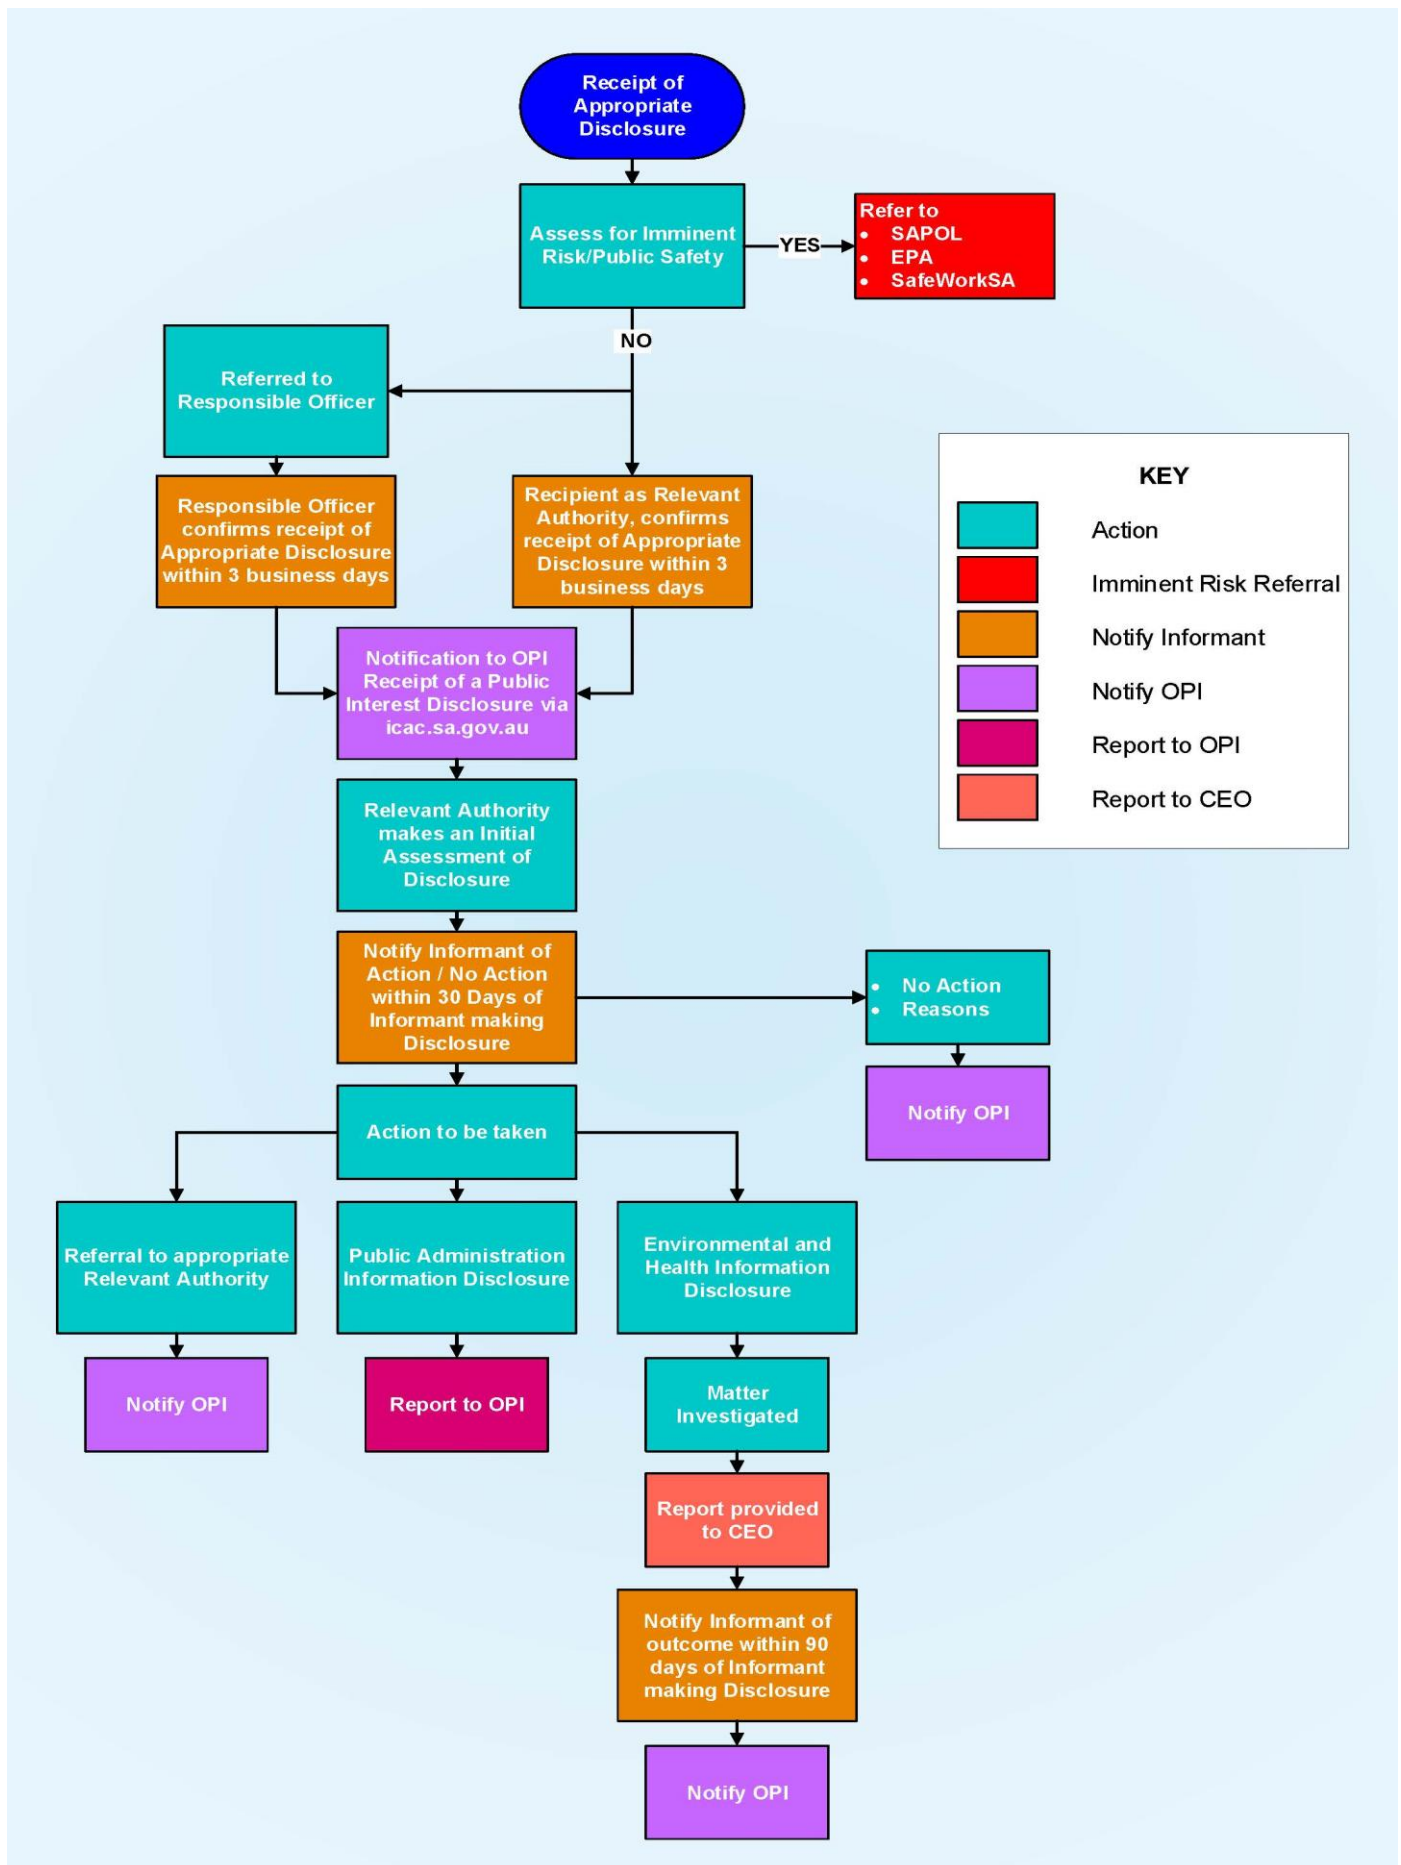 Receipt of
Appropriate
Disclosure
Assess for Imminent
Risk/Public Safety
YES
Refer to
• SAPOL
• EPA
• SafeWorkSA
NO
Referred to
Responsible Officer
Responsible Officer
confirms receipt of
Appropriate Disclosure
within 3 business days
Recipient as Relevant
Authority, confirms
receipt of Appropriate
Disclosure within 3
business days
KEY
Action
Imminent Risk Referral
Notify Informant
Notify OPI
Report to OPI
Report to CEO
Notification to OPI
Receipt of a Public
Interest Disclosure via
icac.sa.gov.au
Relevant Authority
makes an Initial
Assessment of
Disclosure
Notify Informant of
Action / No Action
within 30 Days of
Informant making
Disclosure
• No Action
• Reasons
Notify OPI
Action to be taken
Referral to appropriate
Relevant Authority
Public Administration
Information Disclosure
Environmental and
Health Information
Disclosure
Notify OPI
Report to OPI
Matter
Investigated
Report provided
to CEO
Notify Informant of
outcome within 90
days of Informant
making Disclosure
Notify OPI